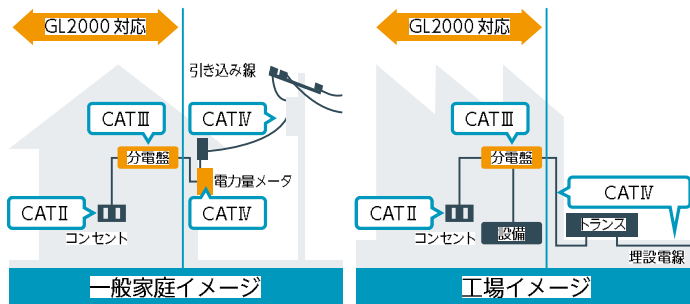 GL2000 対応
引き込み線
CATⅢ
CATⅣ
分電盤
電力量メータ
CATⅡ
CATⅣ
コンセント
一般家庭イメージ
GL2000 対応
CATⅢ
分電盤
CATⅣ
CATⅡ
トランス
設備
コンセント
埋設電線
工場イメージ